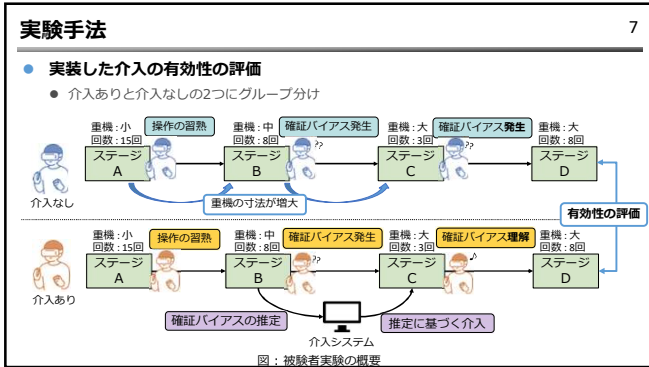 実験手法
7
実装した介入の有効性の評価
介入ありと介入なしの2つにグループ分け
重機：小
回数：15回
操作の習熟
重機：中
回数：8回
確証バイアス発生
重機：大
回数：3回
確証バイアス発生
重機：大
回数：8回
ステージ
A
ステージ
B
??
ステージ
C
??
ステージ
D
介入なし
重機の寸法が増大
有効性の評価
重機：小
回数：15回
操作の習熟
重機：中
回数：8回
確証バイアス発生
重機：大
回数：3回
確証バイアス理解
重機：大
回数：8回
ステージ
A
ステージ
B
??
ステージ
C
♪
ステージ
D
介入あり
確証バイアスの推定
推定に基づく介入
介入システム
図：被験者実験の概要